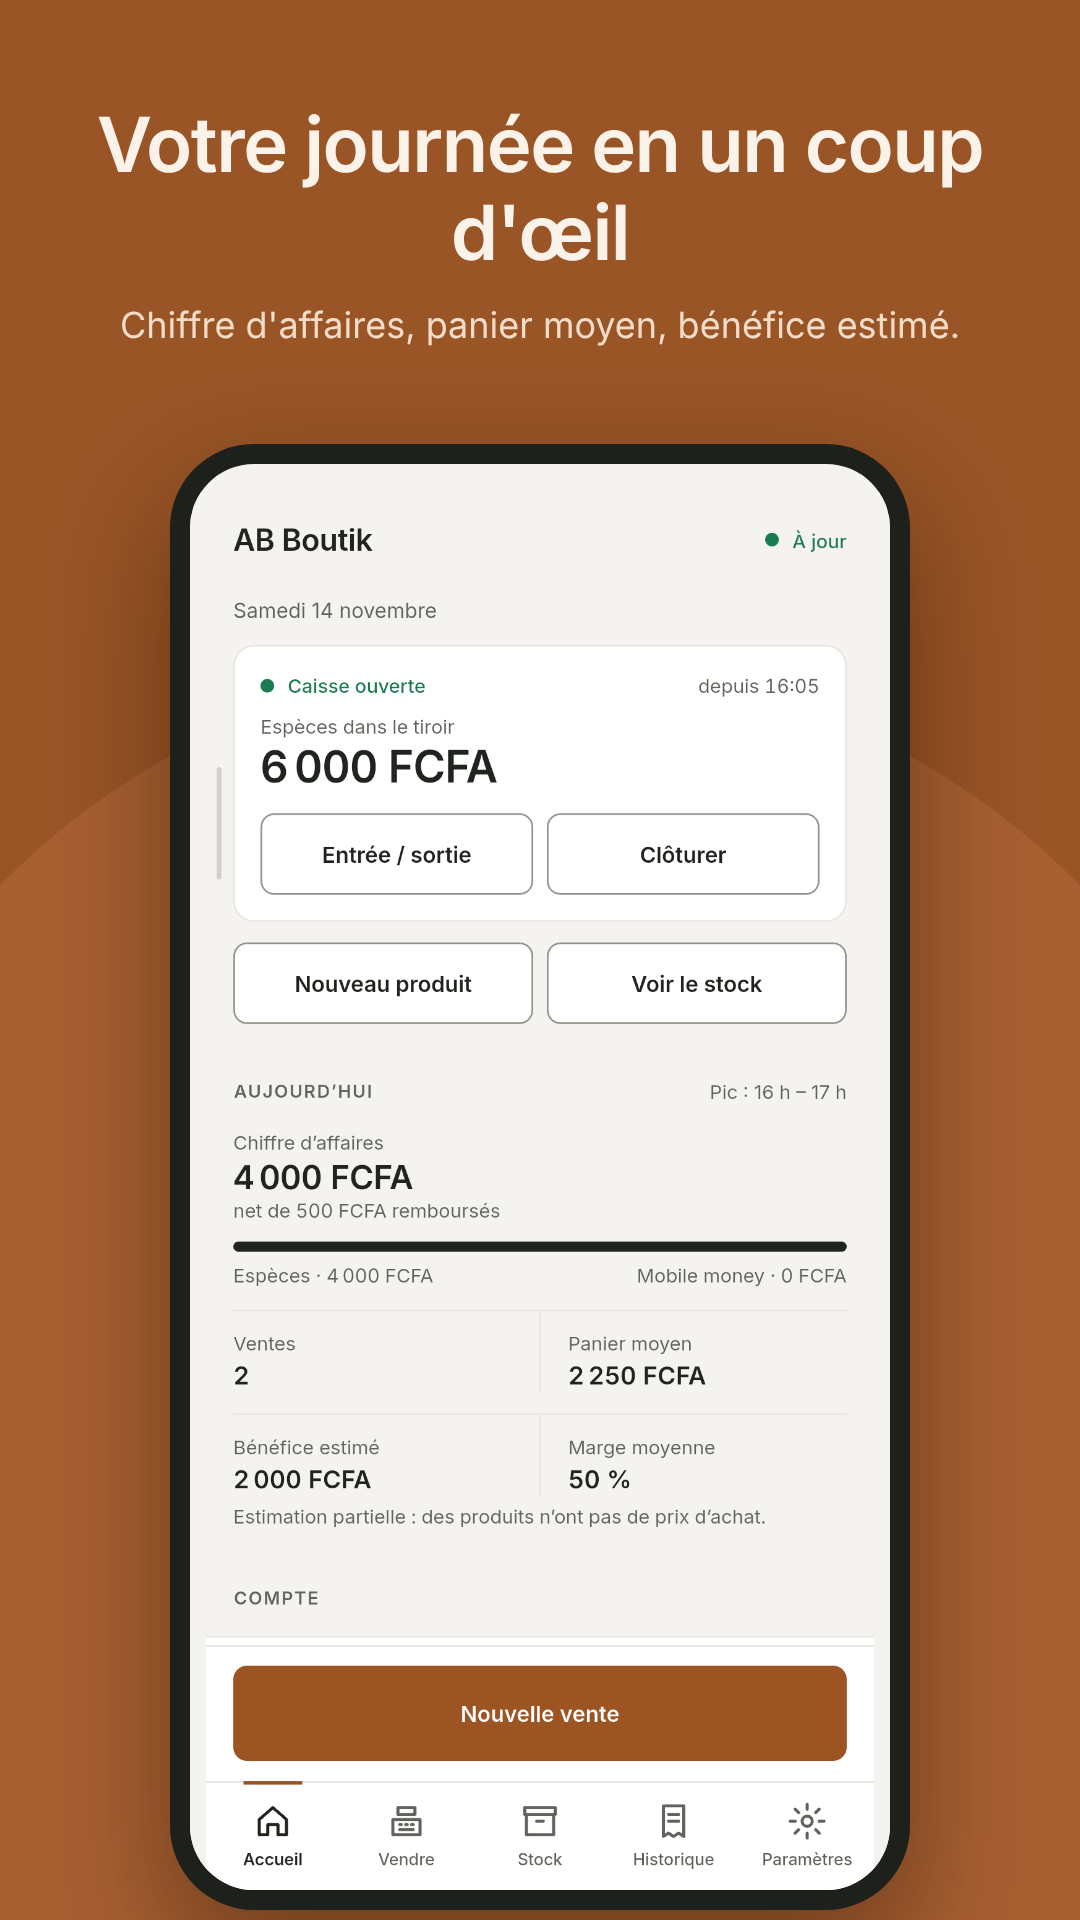 Votre journée en un coup
d'œil
Chiffre d'affaires, panier moyen, bénéfice estimé.
AB Boutik
À jour
Samedi 14 novembre
Caisse ouverte
depuis 16:05
Espèces dans le tiroir
6 000 FCFA
Entrée / sortie
Clôturer
Nouveau produit
Voir le stock
AUJOURD’HUI
Pic : 16 h – 17 h
Chiffre d’affaires
4 000 FCFA
net de 500 FCFA remboursés
Espèces · 4 000 FCFA
Mobile money · 0 FCFA
Ventes
2
Panier moyen
2 250 FCFA
Bénéfice estimé
2 000 FCFA
Marge moyenne
50 %
Estimation partielle : des produits n’ont pas de prix d’achat.
COMPTE
Nouvelle vente
Accueil
Vendre
Stock
Historique
Paramètres